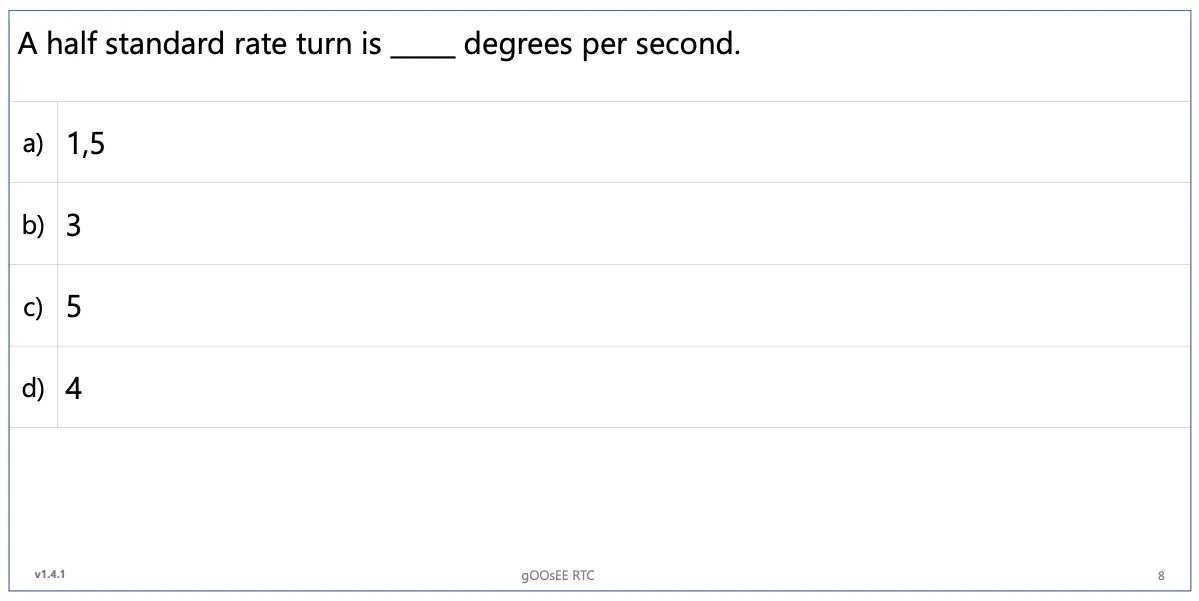 A half standard rate turn is _____ degrees per second.
a) 1,5
b) 3
c) 5
d) 4
v1.4.1 gOOsEE RTC 8